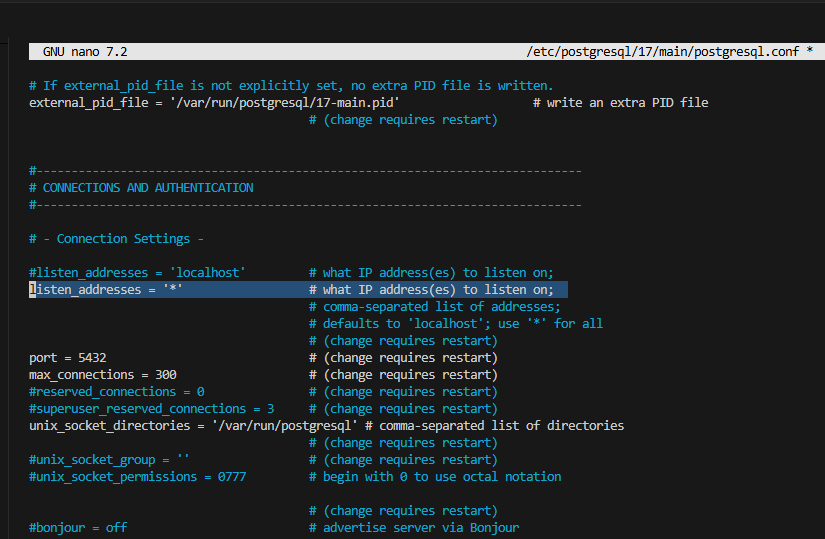 GNU nano 7.2 /etc/postgresql/17/main/postgresql.conf *
# If external_pid_file is not explicitly set, no extra PID file is written.
external_pid_file = '/var/run/postgresql/17-main.pid' # write an extra PID file
# (change requires restart)
#------------------------------------------------------------------------------
# CONNECTIONS AND AUTHENTICATION
#------------------------------------------------------------------------------
# - Connection Settings -
#listen_addresses = 'localhost' # what IP address(es) to listen on;
listen_addresses = '*' # what IP address(es) to listen on;
# comma-separated list of addresses;
# defaults to 'localhost'; use '*' for all
# (change requires restart)
port = 5432 # (change requires restart)
max_connections = 300 # (change requires restart)
#reserved_connections = 0 # (change requires restart)
#superuser_reserved_connections = 3 # (change requires restart)
unix_socket_directories = '/var/run/postgresql' # comma-separated list of directories
# (change requires restart)
#unix_socket_group = '' # (change requires restart)
#unix_socket_permissions = 0777 # begin with 0 to use octal notation
# (change requires restart)
#bonjour = off # advertise server via Bonjour